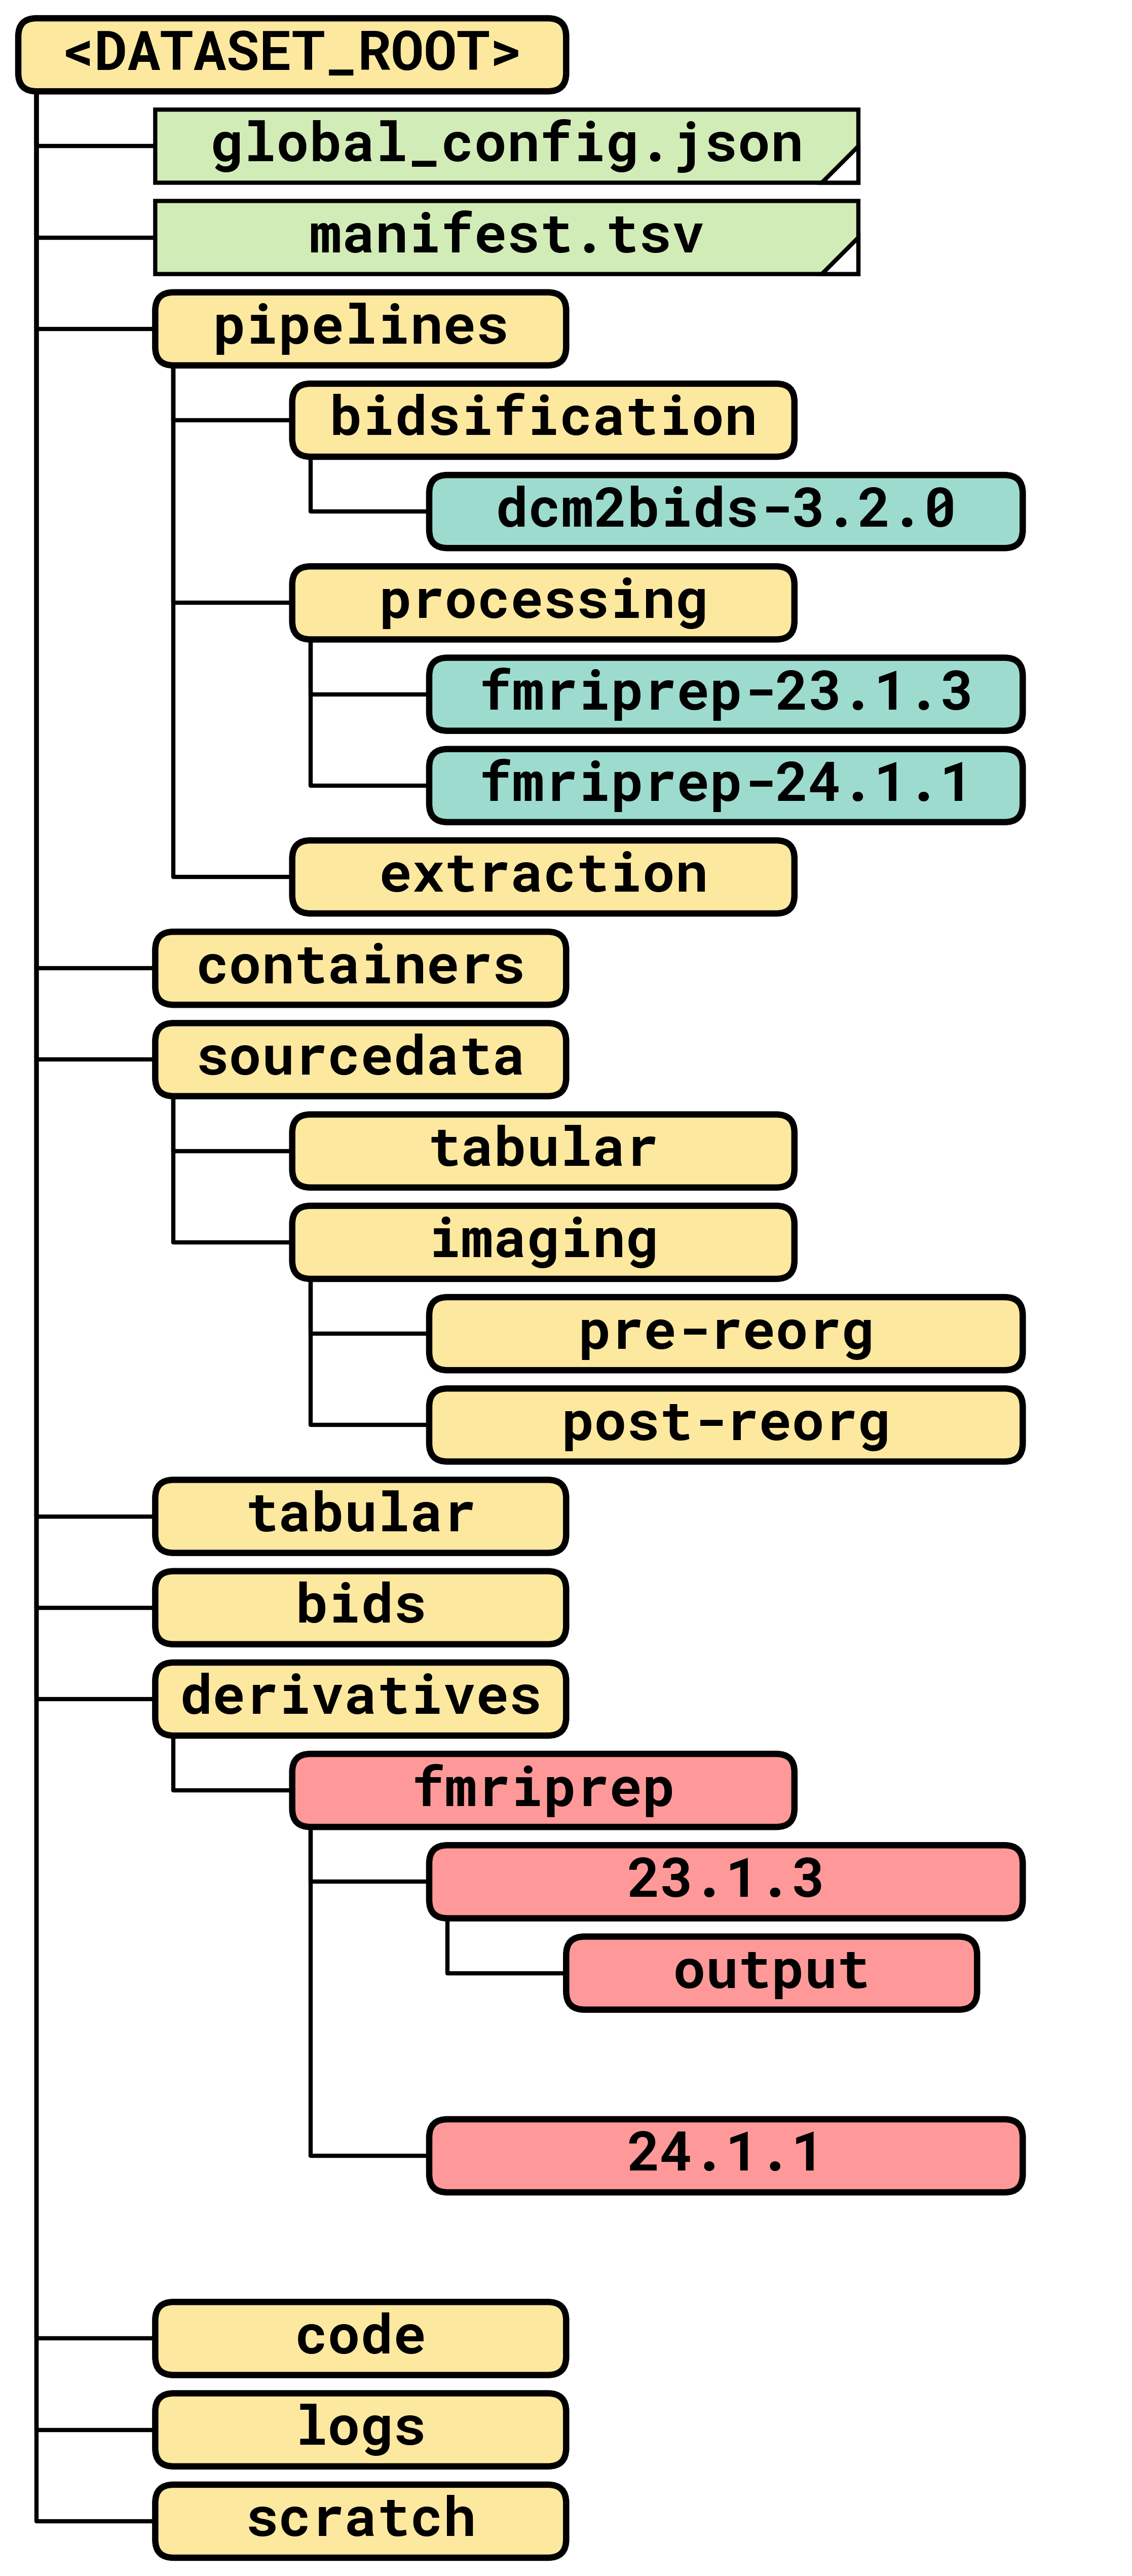 <DATASET_ROOT>
global_config.json
manifest.tsv
pipelines
bidsification
dcm2bids-3.2.0
processing
fmriprep-23.1.3
fmriprep-24.1.1
extraction
containers
sourcedata
tabular
imaging
pre-reorg
post-reorg
tabular
bids
derivatives
fmriprep
23.1.3
output
24.1.1
code
logs
scratch